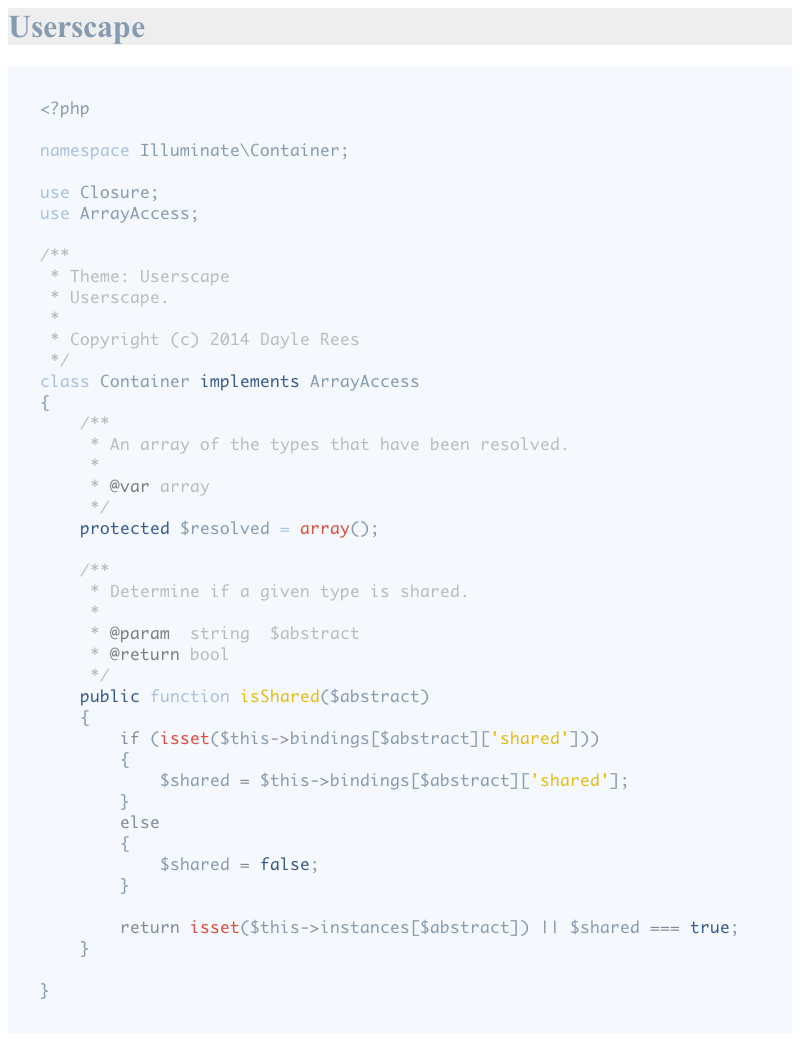 Userscape
<?php
namespace Illuminate\Container;
use Closure;
use ArrayAccess;
/**
 * Theme: Userscape
 * Userscape.
 *
 * Copyright (c) 2014 Dayle Rees
 */
class Container implements ArrayAccess
{
    /**
     * An array of the types that have been resolved.
     *
     * @var array
     */
    protected $resolved = array();
    /**
     * Determine if a given type is shared.
     *
     * @param  string  $abstract
     * @return bool
     */
    public function isShared($abstract)
    {
        if (isset($this->bindings[$abstract]['shared']))
        {
            $shared = $this->bindings[$abstract]['shared'];
        }
        else
        {
            $shared = false;
        }
        return isset($this->instances[$abstract]) || $shared === true;
    }
}